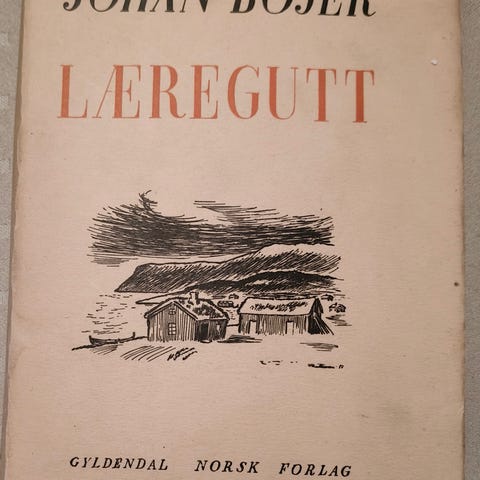 JOHAN BOJER
LÆREGUTT
GYLDENDAL NORSK FORLAG